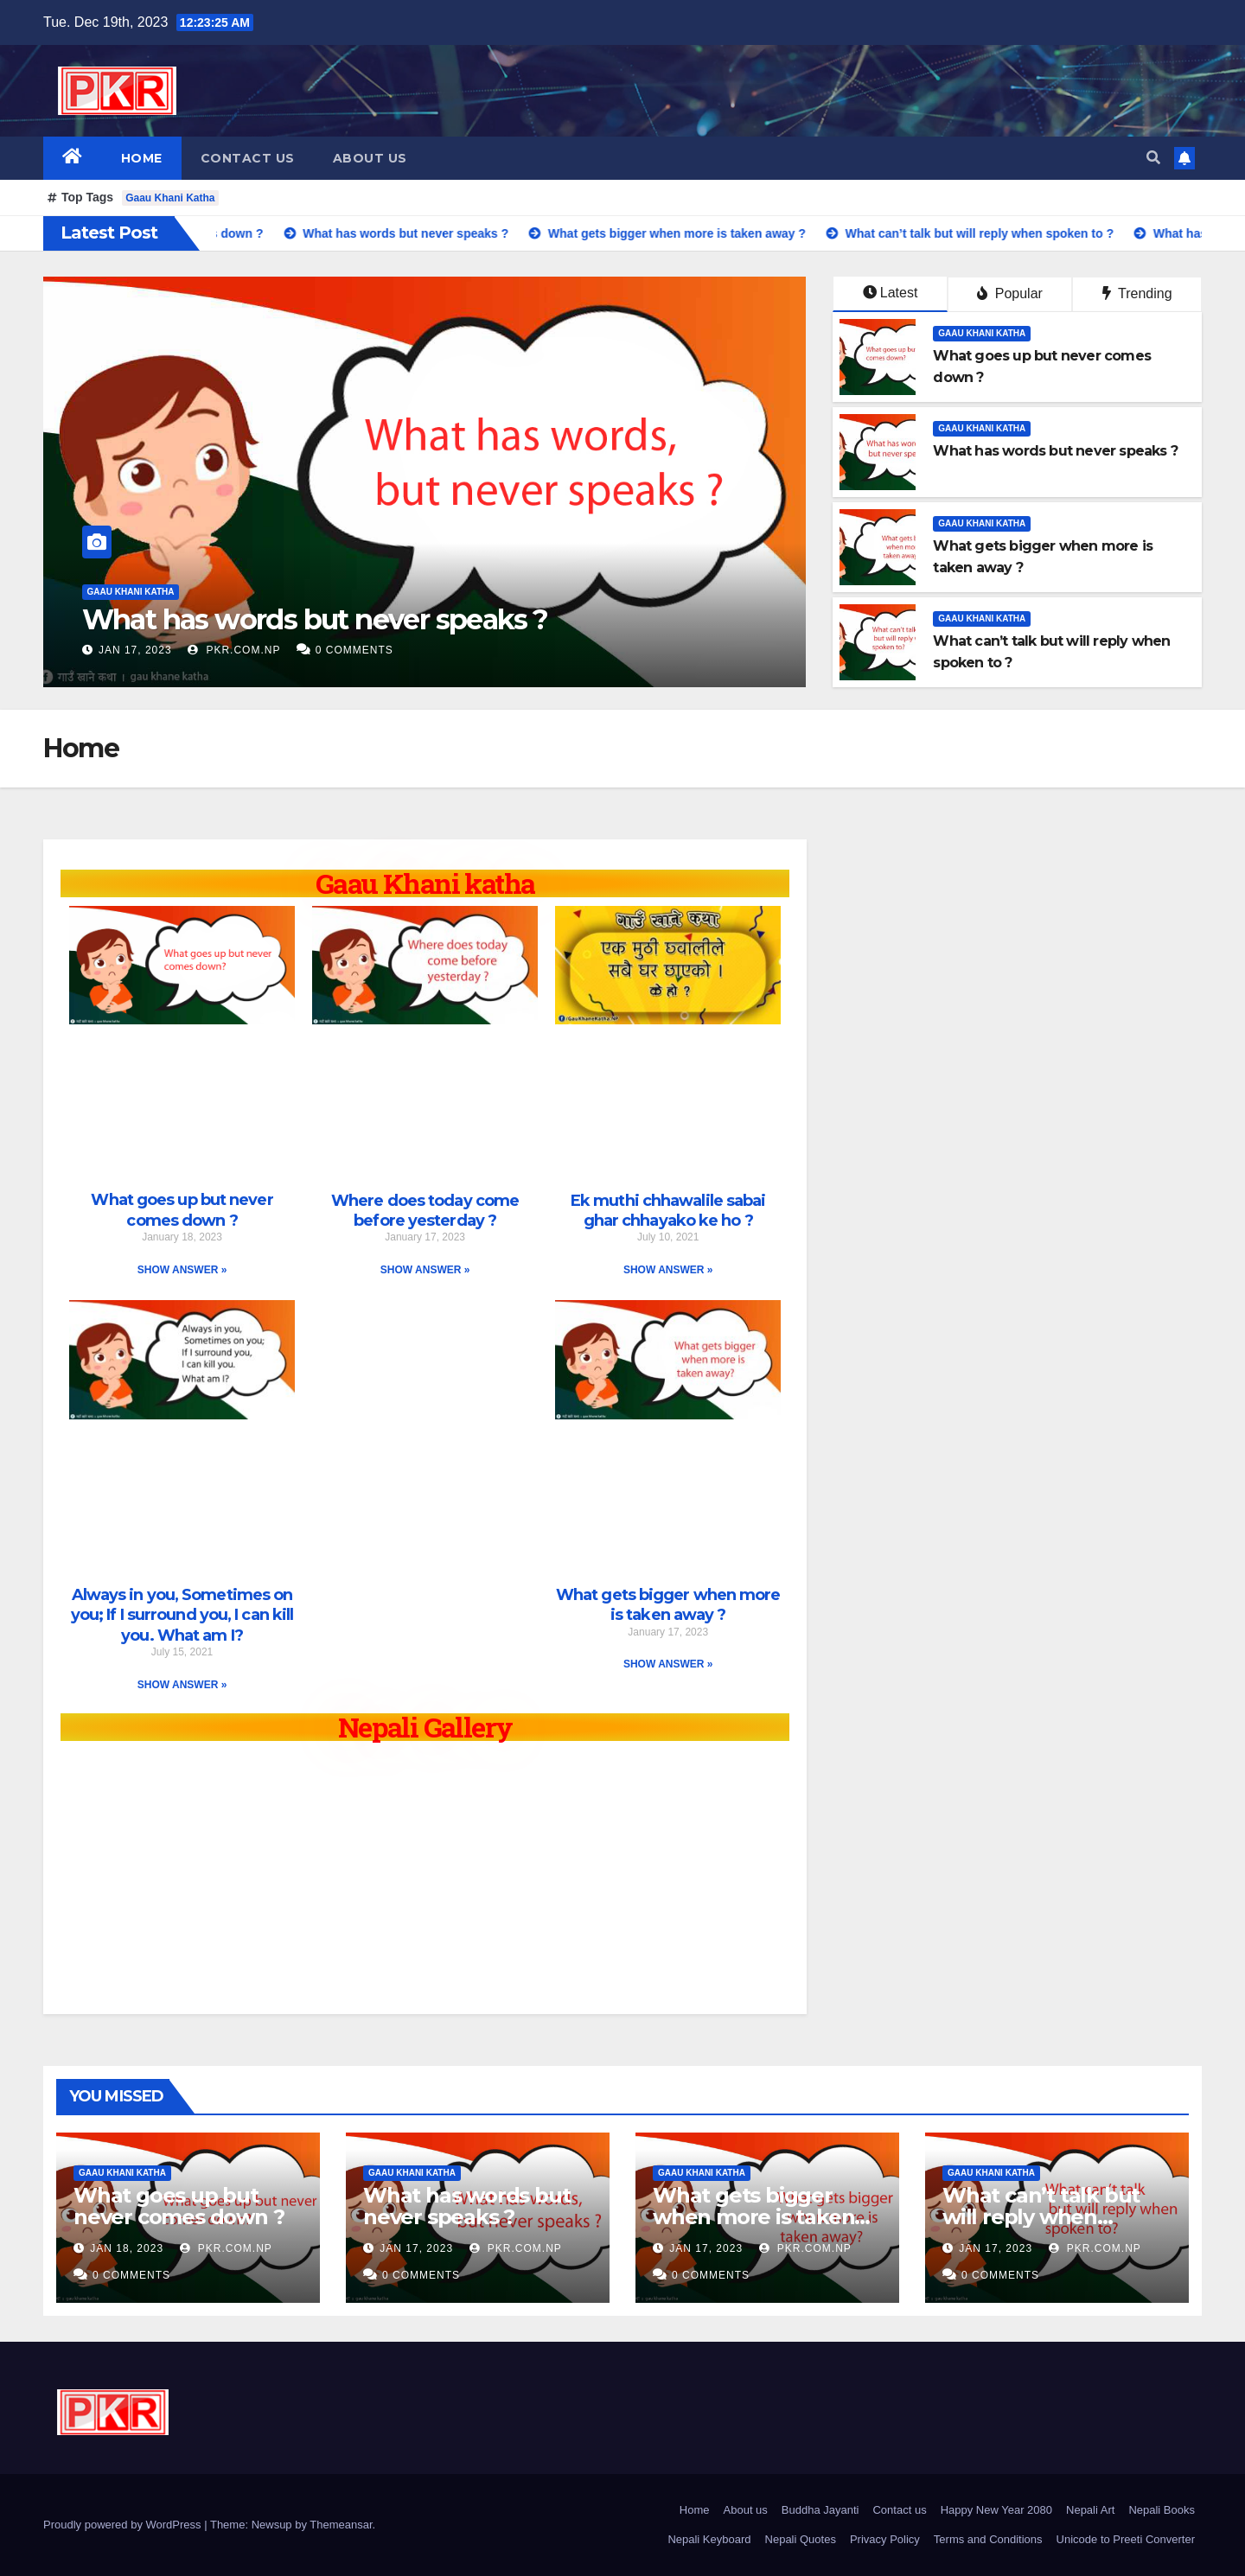 Tue. Dec 19th, 2023 12:23:25 AM
PKR
HOME CONTACT US ABOUT US
Top Tags Gaau Khani Katha
Latest Post
down ? What has words but never speaks ? What gets bigger when more is taken away ? What can't talk but will reply when spoken to ? What has
What has words,
but never speaks ?
GAAU KHANI KATHA
What has words but never speaks ?
JAN 17, 2023 PKR.COM.NP 0 COMMENTS
गाउँ खाने कथा । gau khane katha
Latest Popular Trending
GAAU KHANI KATHA
What goes up but never comes
down ?
GAAU KHANI KATHA
What has words but never speaks ?
GAAU KHANI KATHA
What gets bigger when more is
taken away ?
GAAU KHANI KATHA
What can't talk but will reply when
spoken to ?
Home
Gaau Khani katha
What goes up but never
comes down?
Where does today
come before
yesterday ?
गाउँ खाने कथा
एक मुठी छ्वालीले
सबै घर छाएको ।
के हो ?
What goes up but never
comes down ?
January 18, 2023
SHOW ANSWER »
Where does today come
before yesterday ?
January 17, 2023
SHOW ANSWER »
Ek muthi chhawalile sabai
ghar chhayako ke ho ?
July 10, 2021
SHOW ANSWER »
Always in you,
Sometimes on you;
If I surround you,
I can kill you.
What am I?
What gets bigger
when more is
taken away?
Always in you, Sometimes on
you; If I surround you, I can kill
you. What am I?
July 15, 2021
SHOW ANSWER »
What gets bigger when more
is taken away ?
January 17, 2023
SHOW ANSWER »
Nepali Gallery
YOU MISSED
GAAU KHANI KATHA
What goes up but
never comes down ?
JAN 18, 2023 PKR.COM.NP
0 COMMENTS
GAAU KHANI KATHA
What has words but
never speaks ?
JAN 17, 2023 PKR.COM.NP
0 COMMENTS
GAAU KHANI KATHA
What gets bigger
when more is taken…
JAN 17, 2023 PKR.COM.NP
0 COMMENTS
GAAU KHANI KATHA
What can't talk but
will reply when…
JAN 17, 2023 PKR.COM.NP
0 COMMENTS
PKR
Proudly powered by WordPress | Theme: Newsup by Themeansar.
Home About us Buddha Jayanti Contact us Happy New Year 2080 Nepali Art Nepali Books
Nepali Keyboard Nepali Quotes Privacy Policy Terms and Conditions Unicode to Preeti Converter